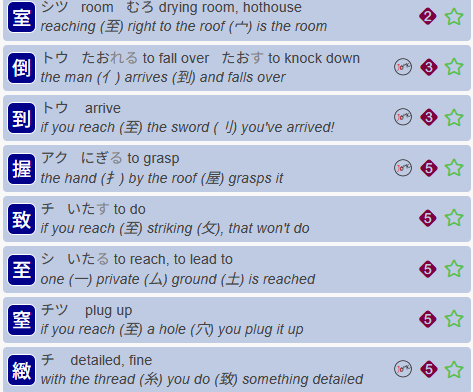 室 シツ room むろ drying room, hothouse 2
reaching (至) right to the roof (宀) is the room
倒 トウ たおれる to fall over たおす to knock down 3
the man (亻) arrives (到) and falls over
到 トウ arrive 3
if you reach (至) the sword (刂) you've arrived!
握 アク にぎる to grasp 5
the hand (扌) by the roof (屋) grasps it
致 チ いたす to do 5
if you reach (至) striking (攵), that won't do
至 シ いたる to reach, to lead to 5
one (一) private (厶) ground (土) is reached
窒 チツ plug up 5
if you reach (至) a hole (穴) you plug it up
緻 チ detailed, fine 5
with the thread (糸) you do (致) something detailed